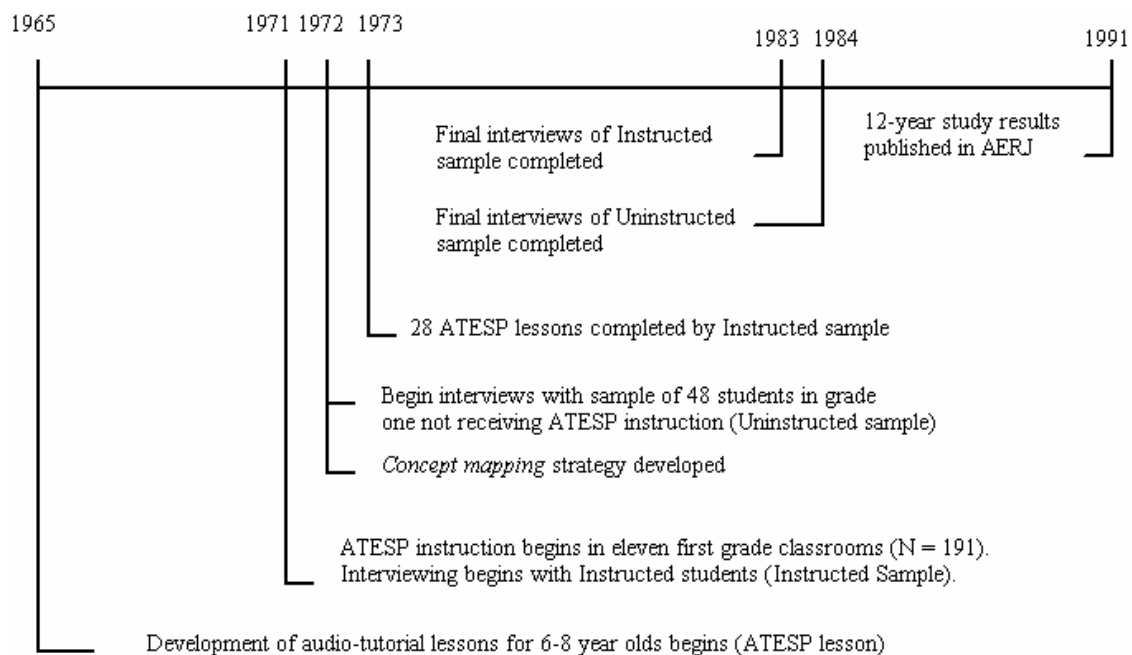 1965
1971 1972 1973
1983 1984
1991
Final interviews of Instructed
sample completed
12-year study results
published in AERJ
Final interviews of Uninstructed
sample completed
28 ATESP lessons completed by Instructed sample
Begin interviews with sample of 48 students in grade
one not receiving ATESP instruction (Uninstructed sample)
Concept mapping strategy developed
ATESP instruction begins in eleven first grade classrooms (N = 191).
Interviewing begins with Instructed students (Instructed Sample).
Development of audio-tutorial lessons for 6-8 year olds begins (ATESP lesson)